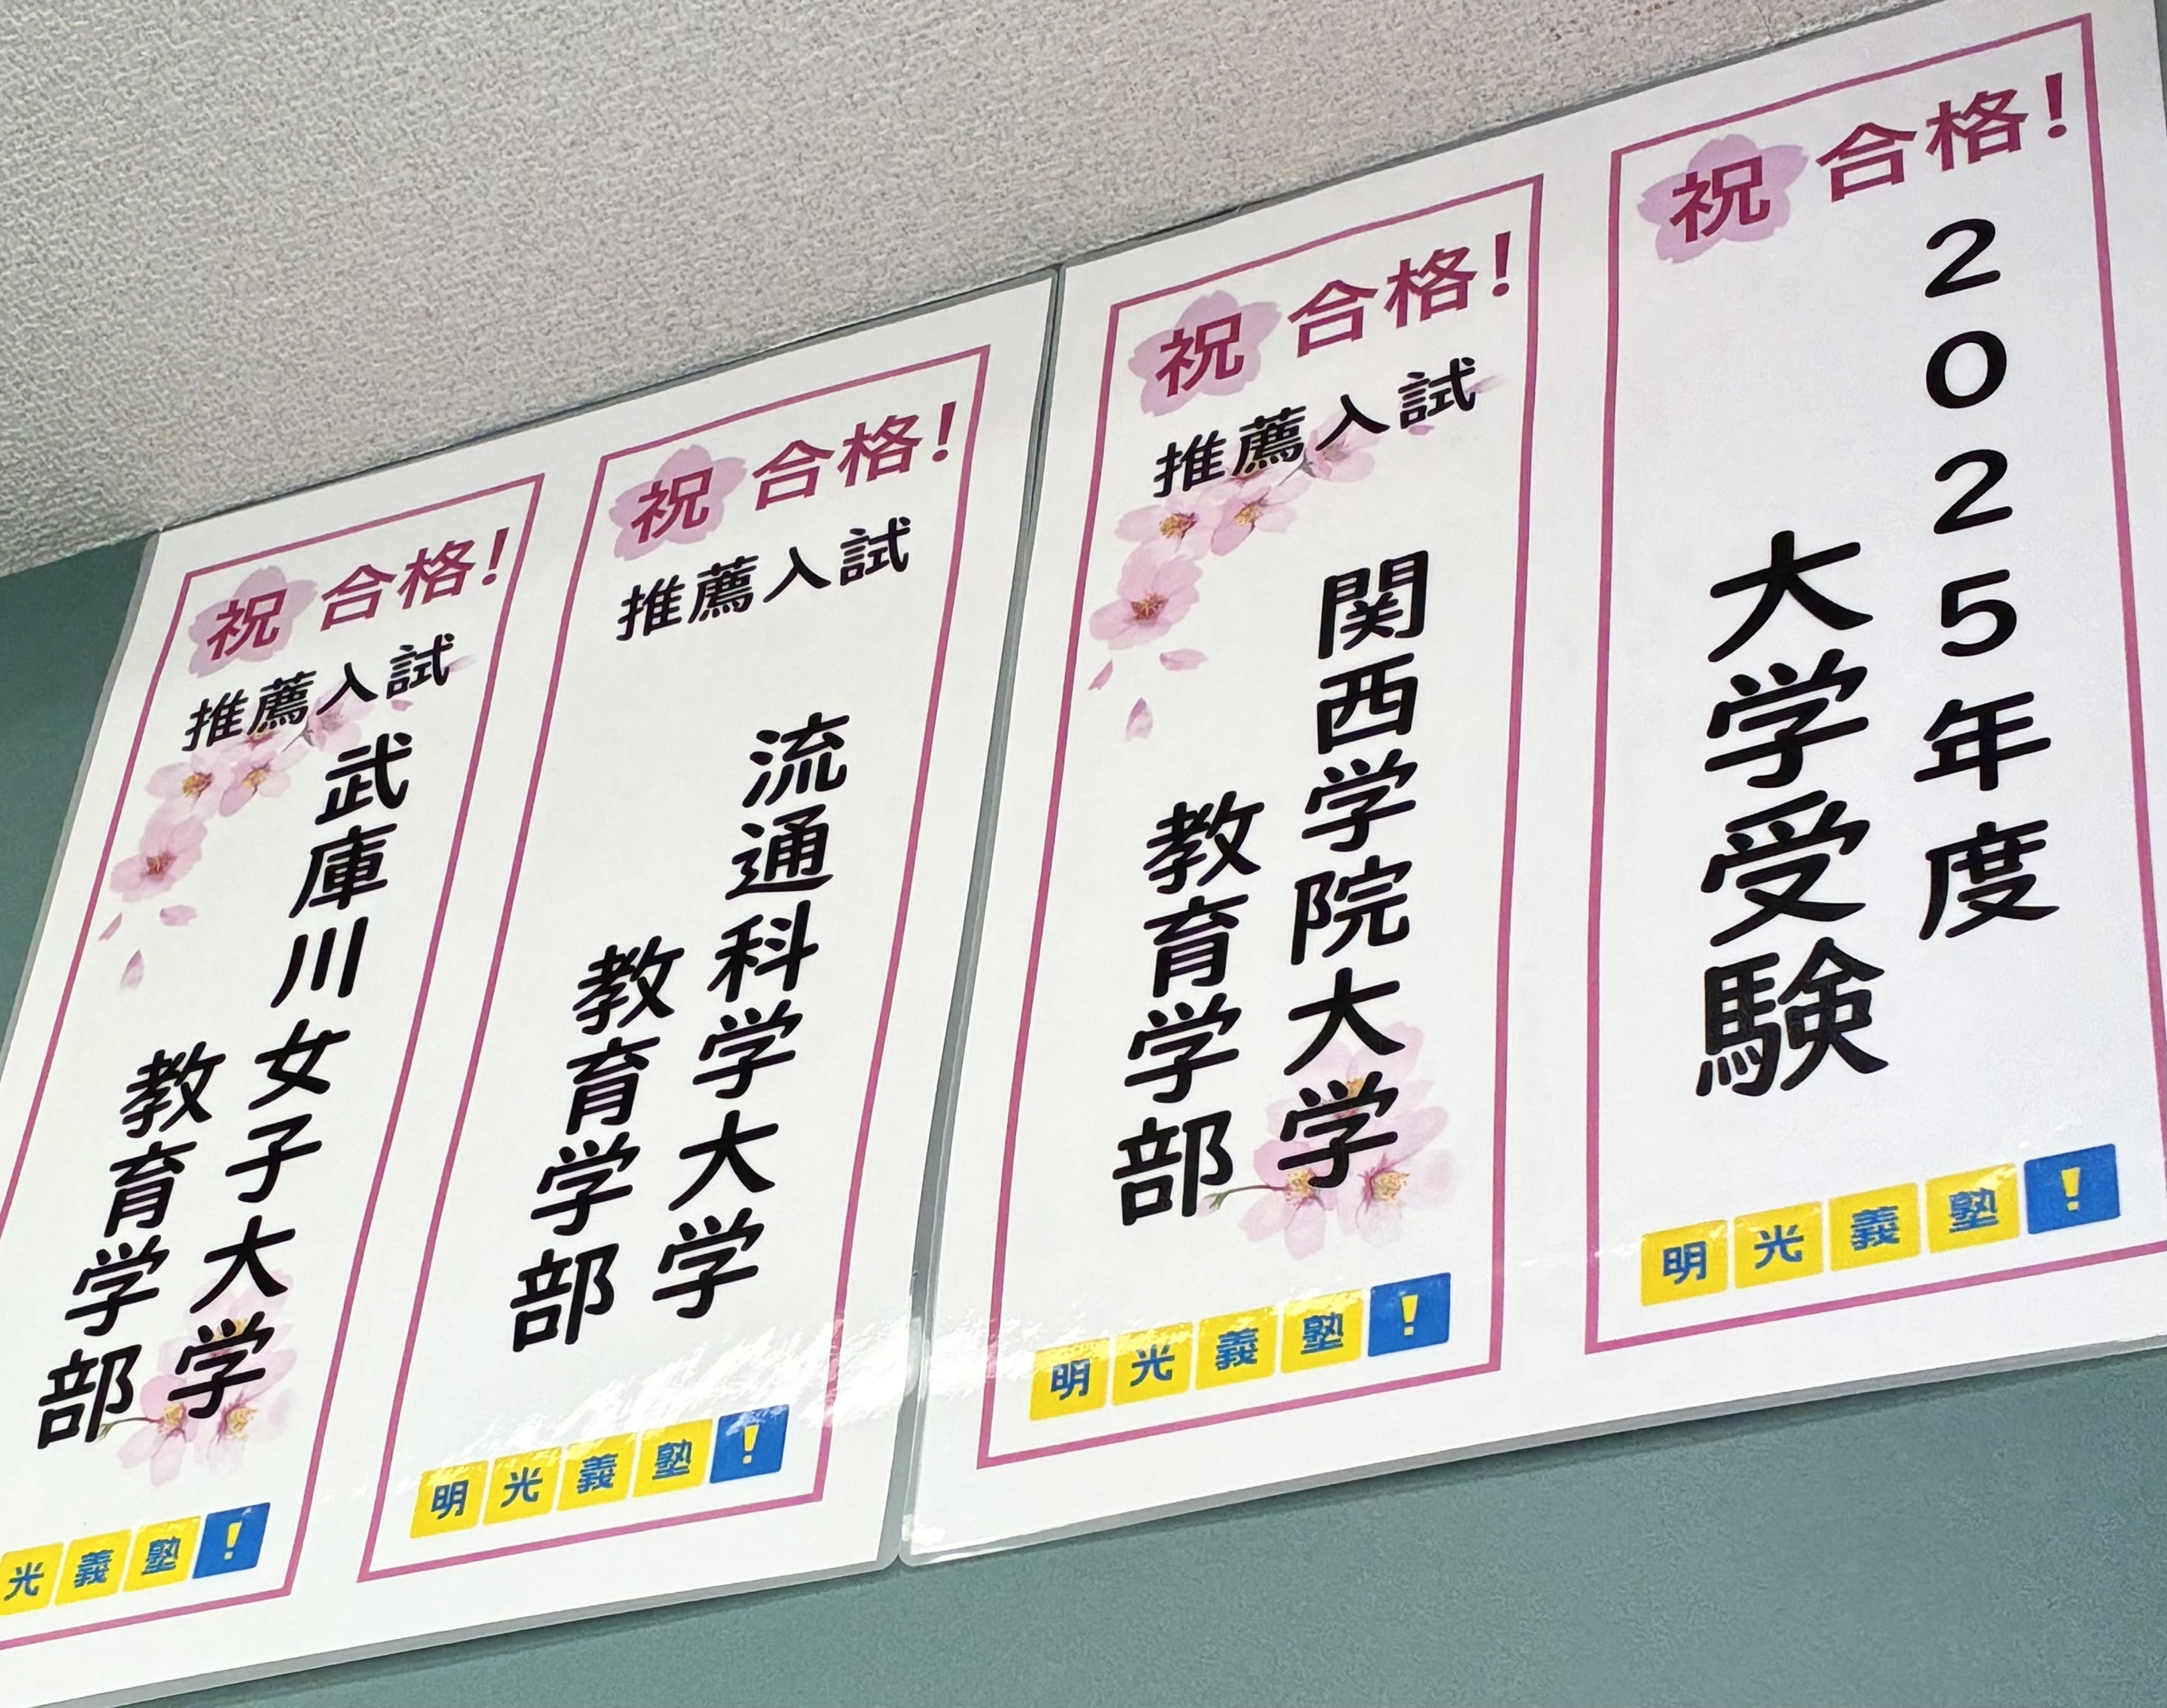 祝 合格!
2025年度
大学受験
明光義塾!
祝 合格!
推薦入試
関西学院大学
教育学部
明光義塾!
祝 合格!
推薦入試
流通科学大学
教育学部
明光義塾!
祝 合格!
推薦入試
武庫川女子大学
教育学部
光義塾!